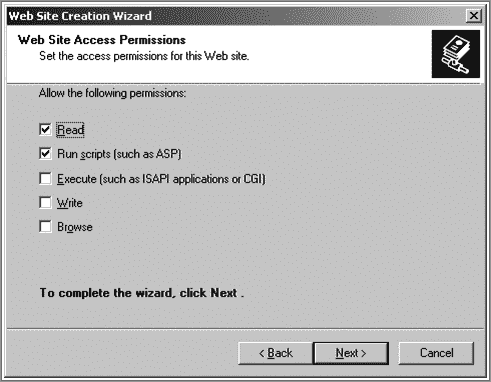 Web Site Creation Wizard
Web Site Access Permissions
Set the access permissions for this Web site.
Allow the following permissions:
Read
Run scripts (such as ASP)
Execute (such as ISAPI applications or CGI)
Write
Browse
To complete the wizard, click Next .
< Back Next > Cancel